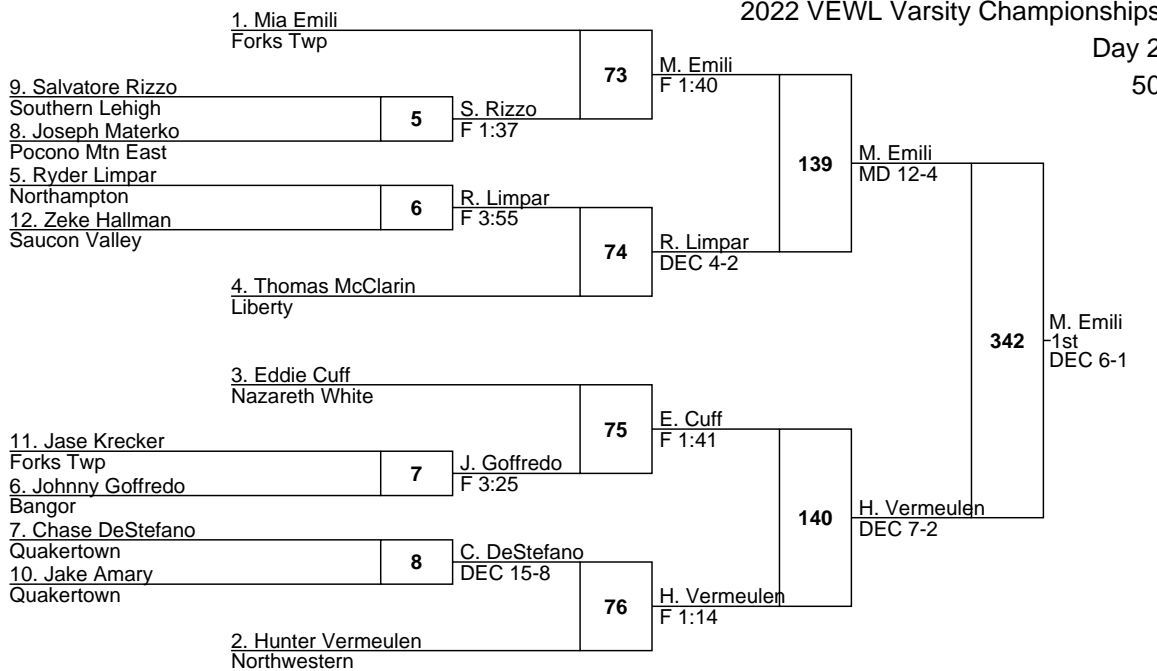 2022 VEWL Varsity Championships
Day 2
50
1. Mia Emili
Forks Twp
73
M. Emili
F 1:40
9. Salvatore Rizzo
Southern Lehigh
8. Joseph Materko
Pocono Mtn East
5
S. Rizzo
F 1:37
139
M. Emili
MD 12-4
5. Ryder Limpar
Northampton
12. Zeke Hallman
Saucon Valley
6
R. Limpar
F 3:55
74
R. Limpar
DEC 4-2
4. Thomas McClarin
Liberty
342
M. Emili
1st
DEC 6-1
3. Eddie Cuff
Nazareth White
75
E. Cuff
F 1:41
11. Jase Krecker
Forks Twp
6. Johnny Goffredo
Bangor
7
J. Goffredo
F 3:25
140
H. Vermeulen
DEC 7-2
7. Chase DeStefano
Quakertown
10. Jake Amary
Quakertown
8
C. DeStefano
DEC 15-8
76
H. Vermeulen
F 1:14
2. Hunter Vermeulen
Northwestern